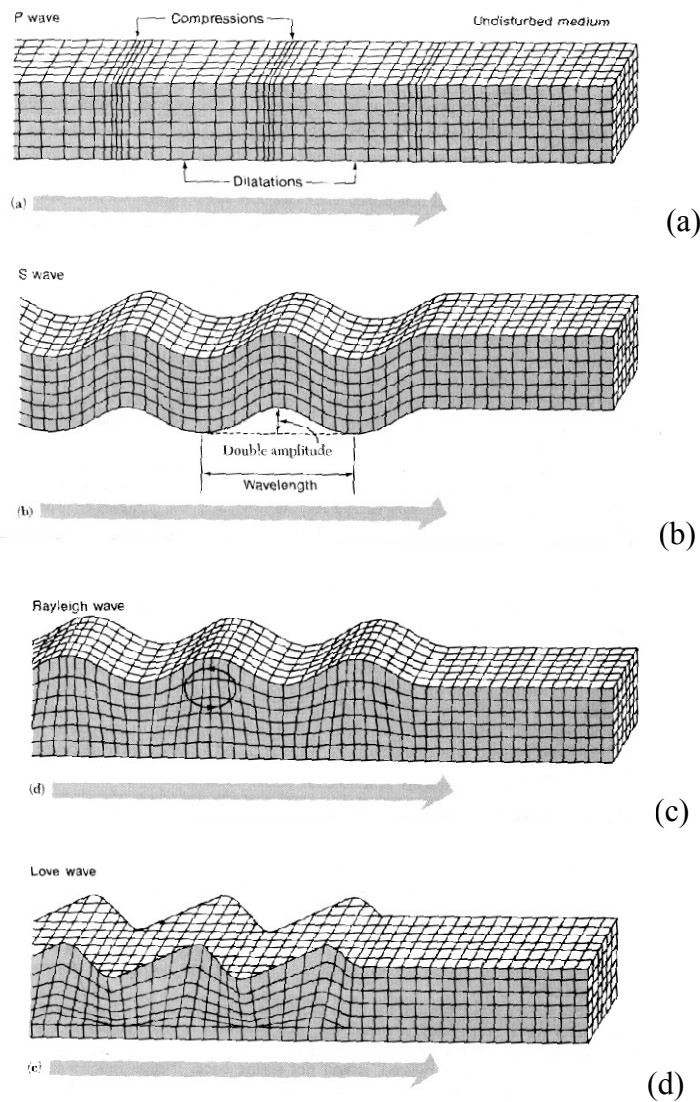 P wave
Compressions
Undisturbed medium
Dilatations
(a)
(a)
S wave
Double amplitude
Wavelength
(b)
(b)
Rayleigh wave
(d)
(c)
Love wave
(c)
(d)